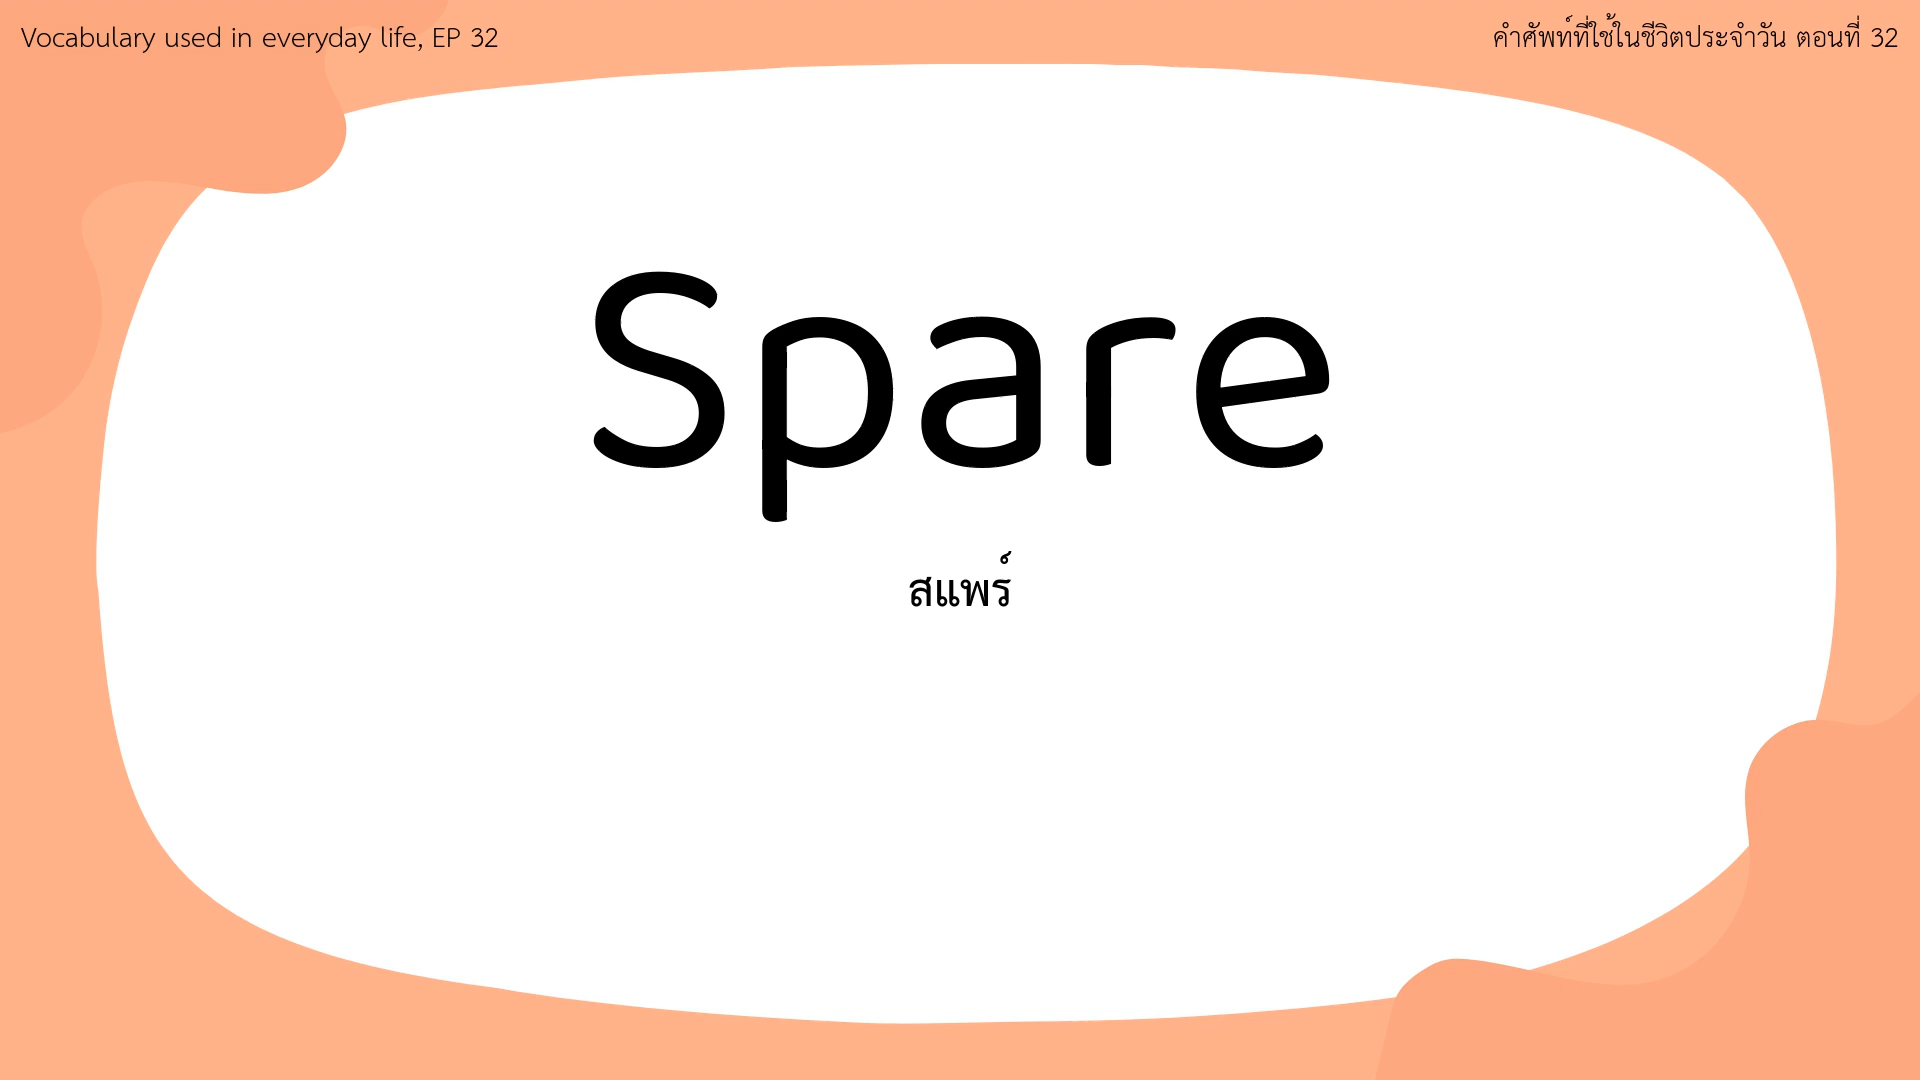 Vocabulary used in everyday life, EP 32
คำศัพท์ที่ใช้ในชีวิตประจำวัน ตอนที่ 32
Spare
สแพร์